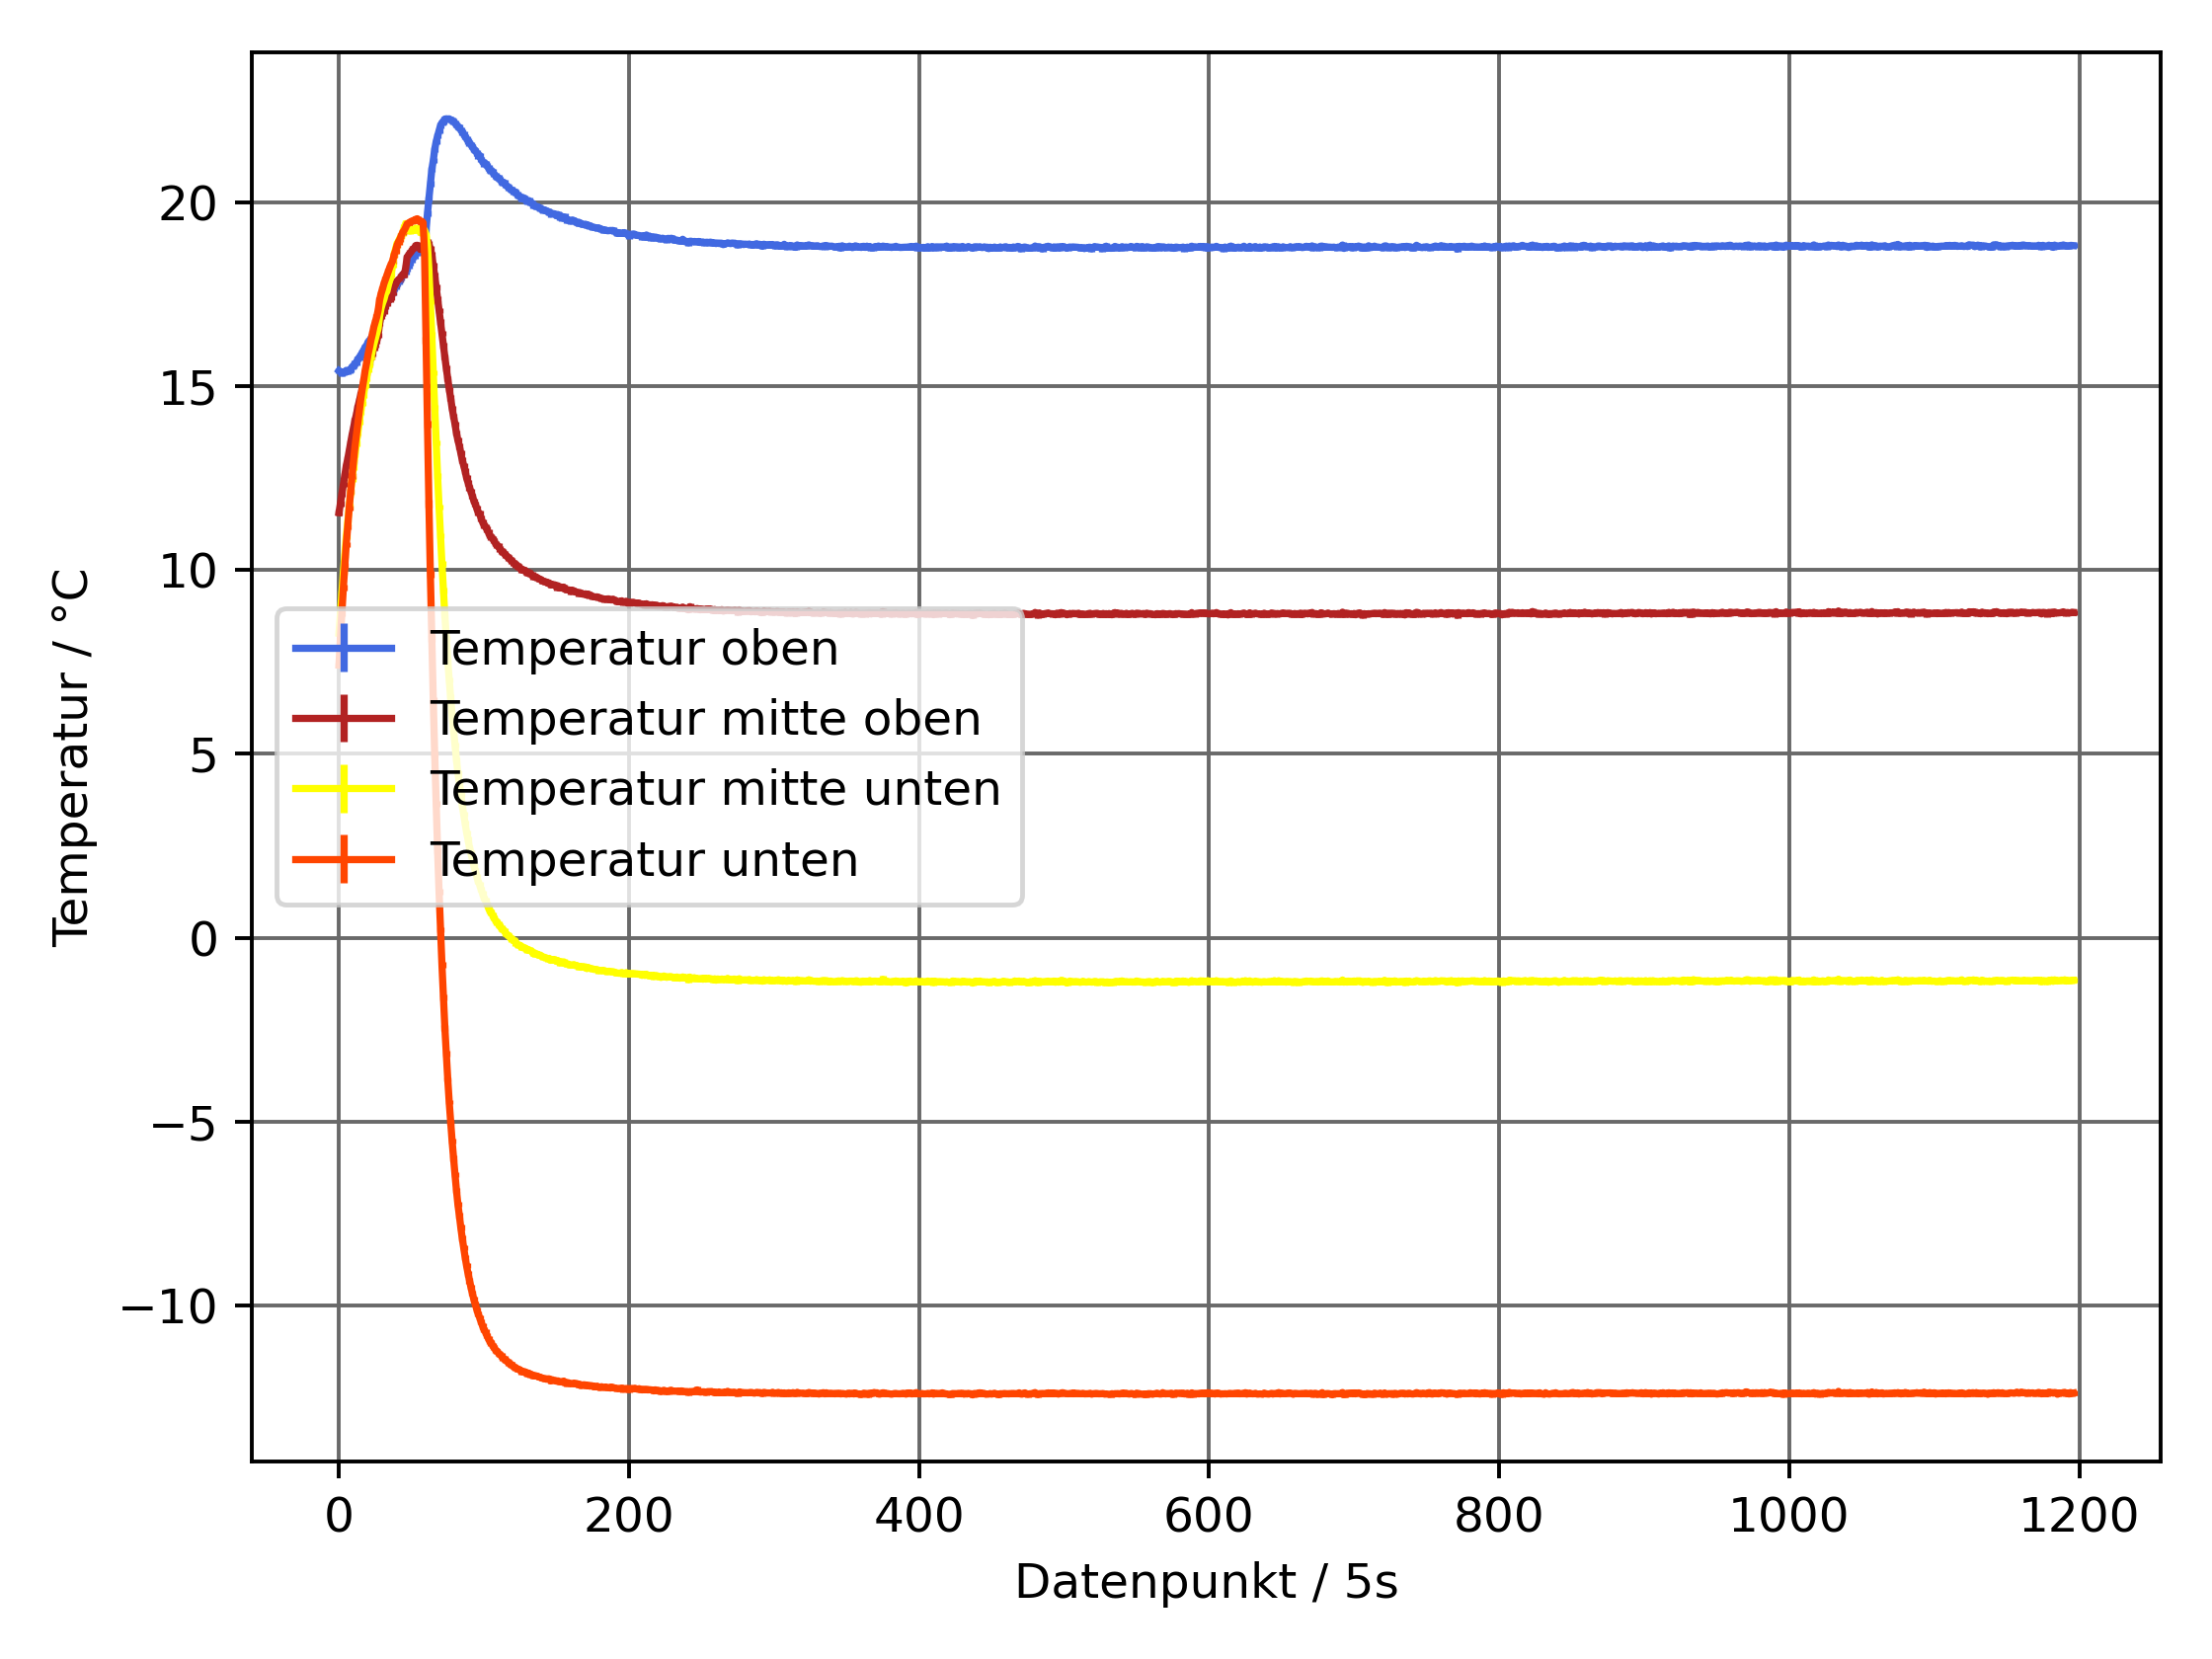 20
15
10
5
0
−5
−10
Temperatur / °C
Temperatur oben
Temperatur mitte oben
Temperatur mitte unten
Temperatur unten
0 200 400 600 800 1000 1200
Datenpunkt / 5s